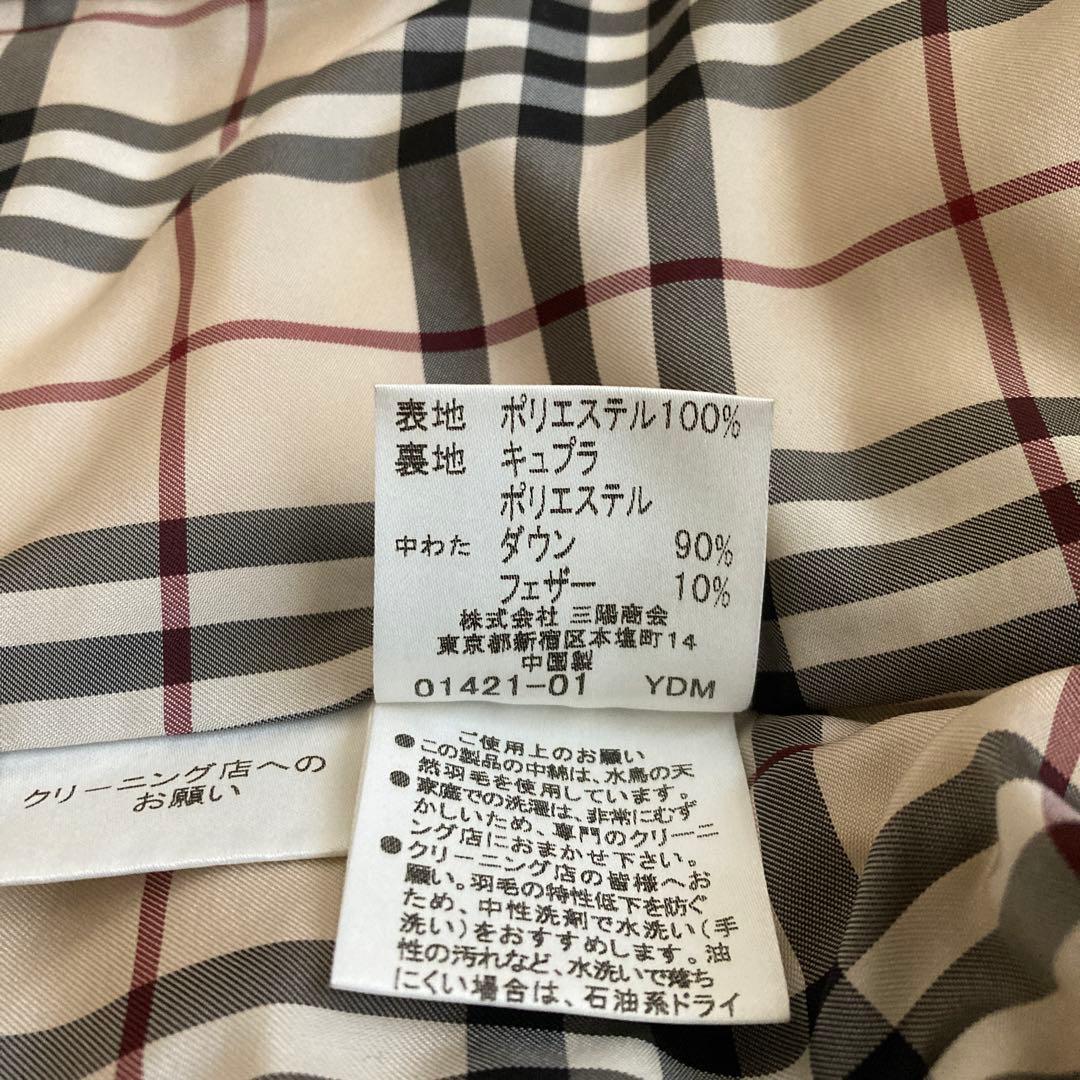 表地 ポリエステル100%
裏地 キュプラ
ポリエステル
中わた ダウン 90%
フェザー 10%
株式会社 三陽商会
東京都新宿区本塩町14
中国製
01421-01 YDM
クリーニング店への
お願い
ご使用上のお願い
●この製品の中綿は、水鳥の天
然羽毛を使用しています。
●家庭での洗濯は、非常にむず
かしいため、専門のクリーニ
ング店におまかせ下さい。
●クリーニング店の皆様へお
願い。羽毛の特性低下を防ぐ
ため、中性洗剤で水洗い(手
洗い)をおすすめします。油
性の汚れなど、水洗いで落ち
にくい場合は、石油系ドライ